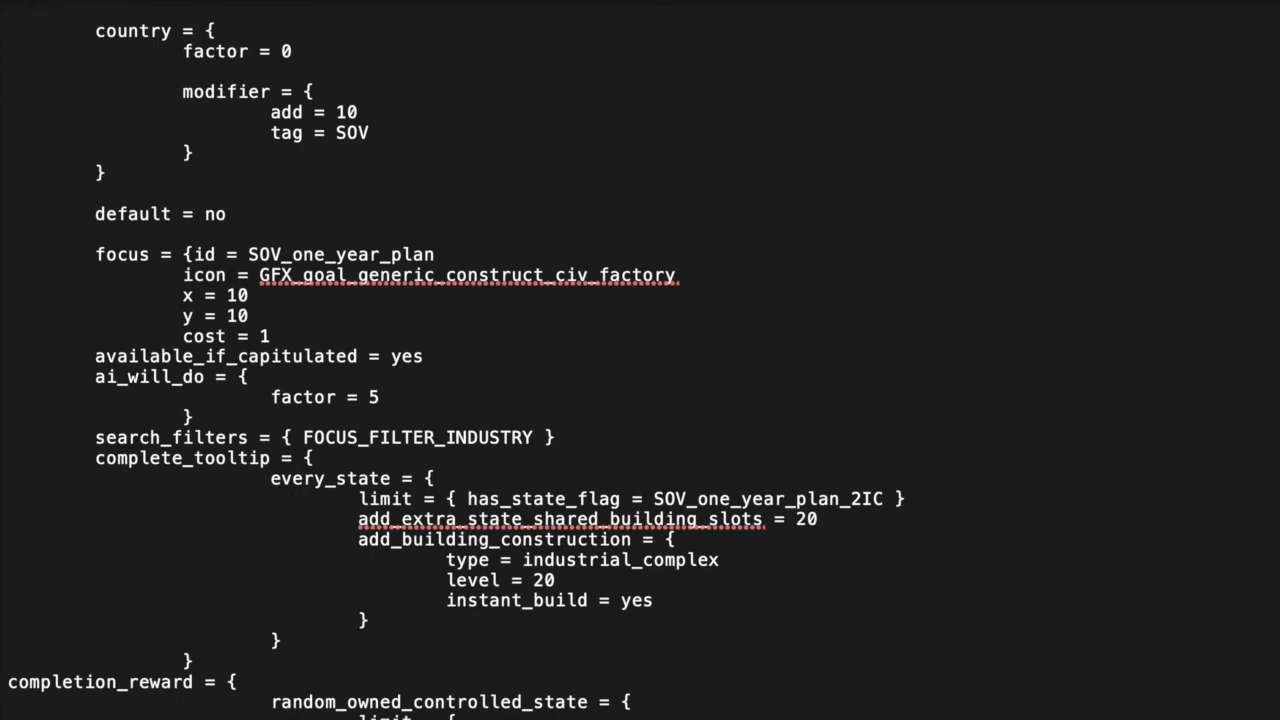 country = {
factor = 0
modifier = {
add = 10
tag = SOV
}
}
default = no
focus = {id = SOV_one_year_plan
icon = GFX_goal_generic_construct_civ_factory
x = 10
y = 10
cost = 1
available_if_capitulated = yes
ai_will_do = {
factor = 5
}
search_filters = { FOCUS_FILTER_INDUSTRY }
complete_tooltip = {
every_state = {
limit = { has_state_flag = SOV_one_year_plan_2IC }
add_extra_state_shared_building_slots = 20
add_building_construction = {
type = industrial_complex
level = 20
instant_build = yes
}
}
}
completion_reward = {
random_owned_controlled_state = {
limit = {